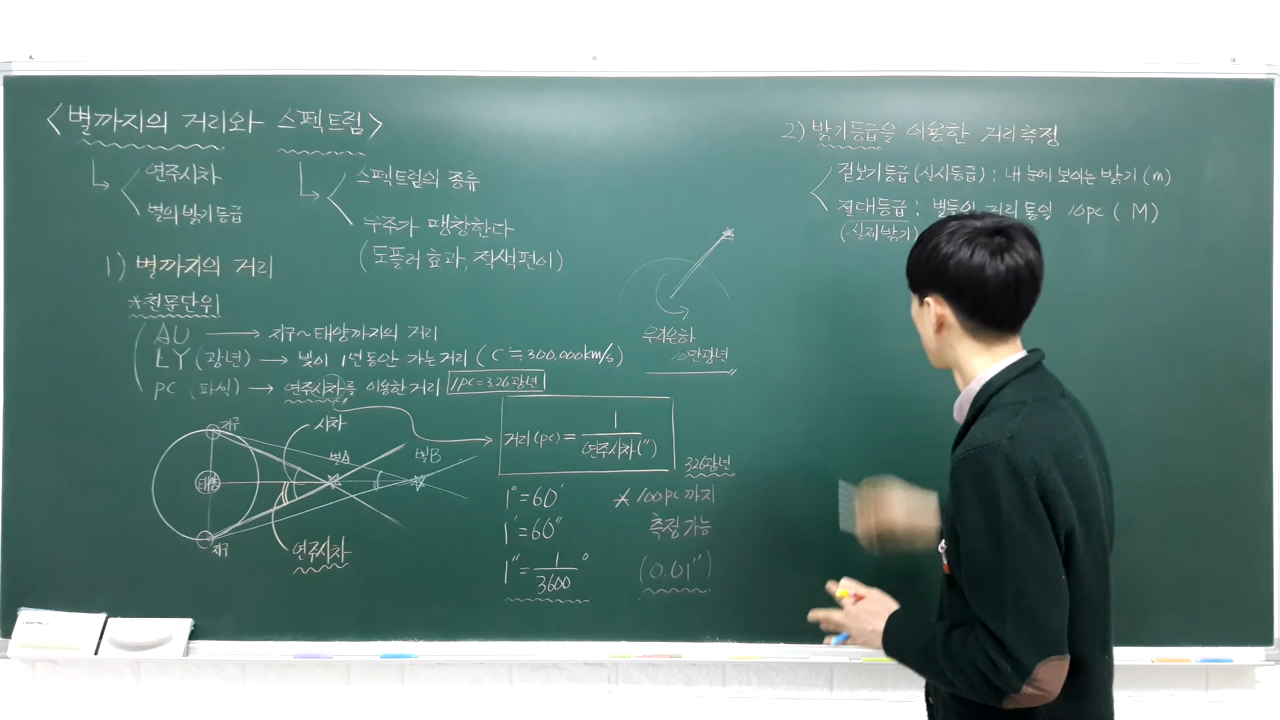 <별까지의 거리와 스펙트럼>
연주시차
별의 밝기등급
스펙트럼의 종류
우주가 팽창한다
(도플러 효과, 적색편이)
1) 별까지의 거리
*천문단위
AU → 지구~태양까지의 거리
LY (광년) → 빛이 1년동안 가는 거리 (C≒300,000km/s)
pc (파섹) → 연주시차를 이용한 거리 1pc=3.26광년
지구
시차
태양
별A
별B
지구
연주시차
거리(pc) = 1/연주시차(")
326광년
1°=60′
1′=60″
1″=1/3600°
*100pc까지
측정가능
(0.01″)
우리은하
10만광년
2) 밝기등급을 이용한 거리측정
겉보기등급(실시등급) : 내 눈에 보이는 밝기 (m)
절대등급 : 별들의 거리 통일 10pc ( M )
(실제밝기)